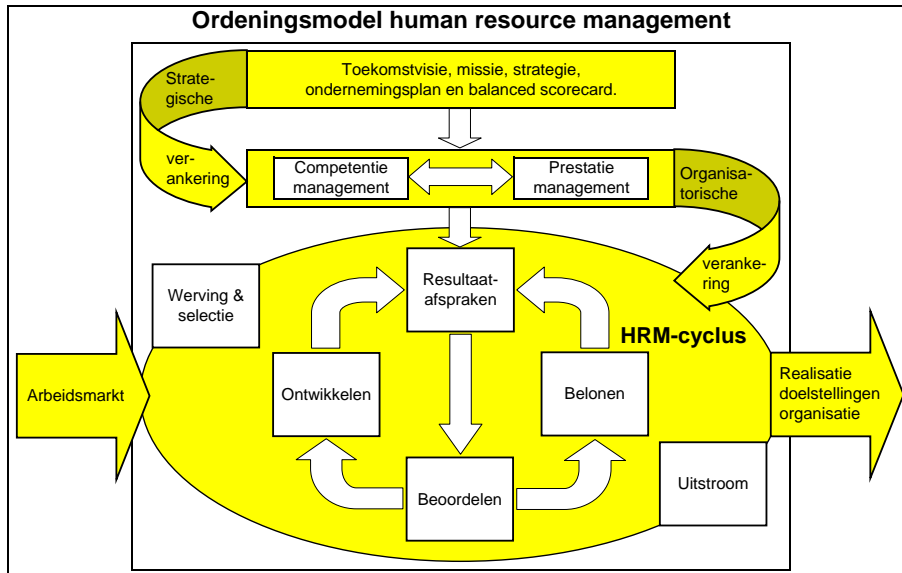 Ordeningsmodel human resource management
Strate-
gische
Toekomstvisie, missie, strategie,
ondernemingsplan en balanced scorecard.
ver-
ankering
Competentie
management
Prestatie
management
Organisa-
torische
veranke-
ring
Werving &
selectie
Resultaat-
afspraken
HRM-cyclus
Arbeidsmarkt
Ontwikkelen
Belonen
Realisatie
doelstellingen
organisatie
Beoordelen
Uitstroom